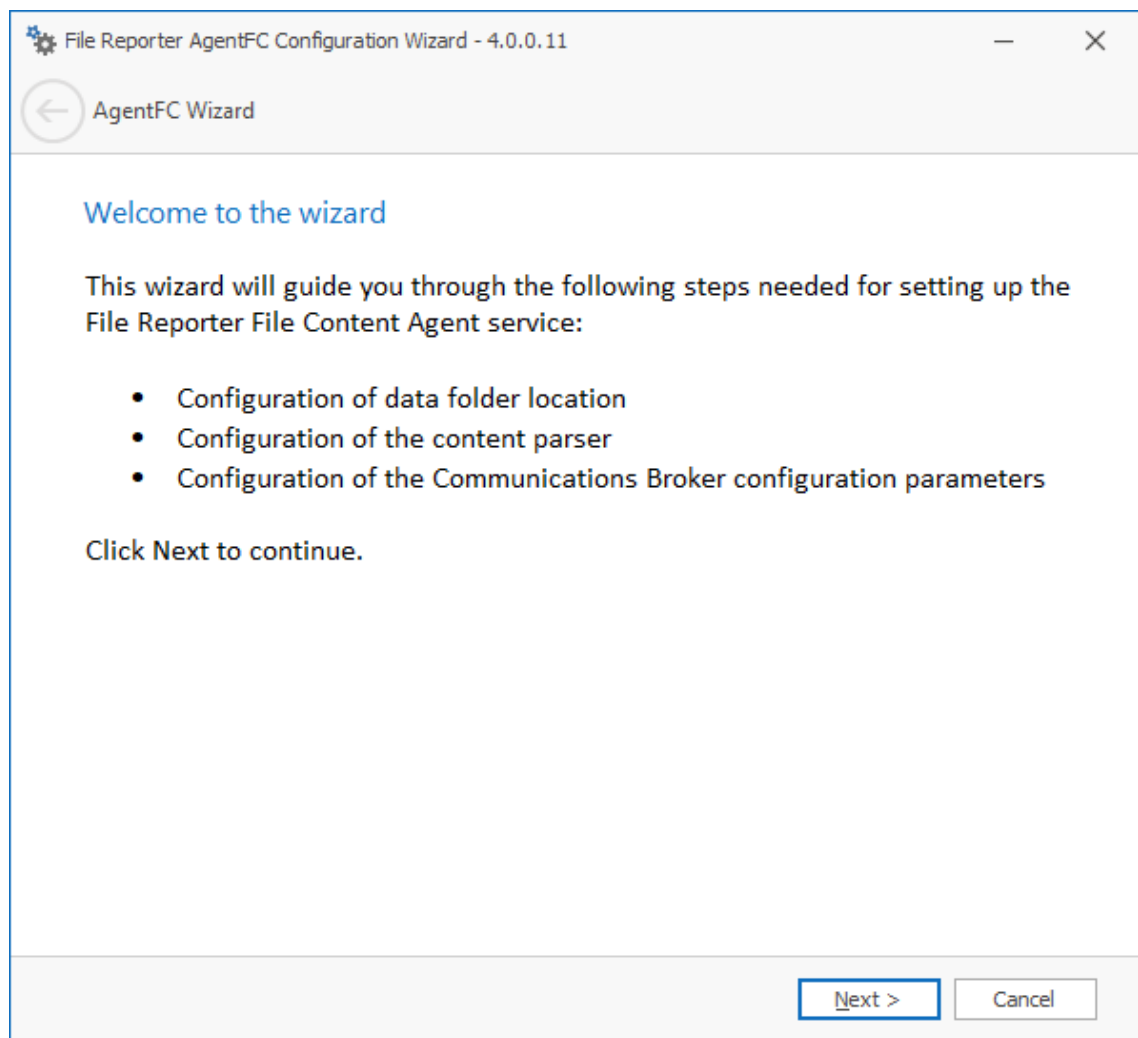 File Reporter AgentFC Configuration Wizard - 4.0.0.11
AgentFC Wizard
Welcome to the wizard
This wizard will guide you through the following steps needed for setting up the
File Reporter File Content Agent service:
• Configuration of data folder location
• Configuration of the content parser
• Configuration of the Communications Broker configuration parameters
Click Next to continue.
Next >
Cancel